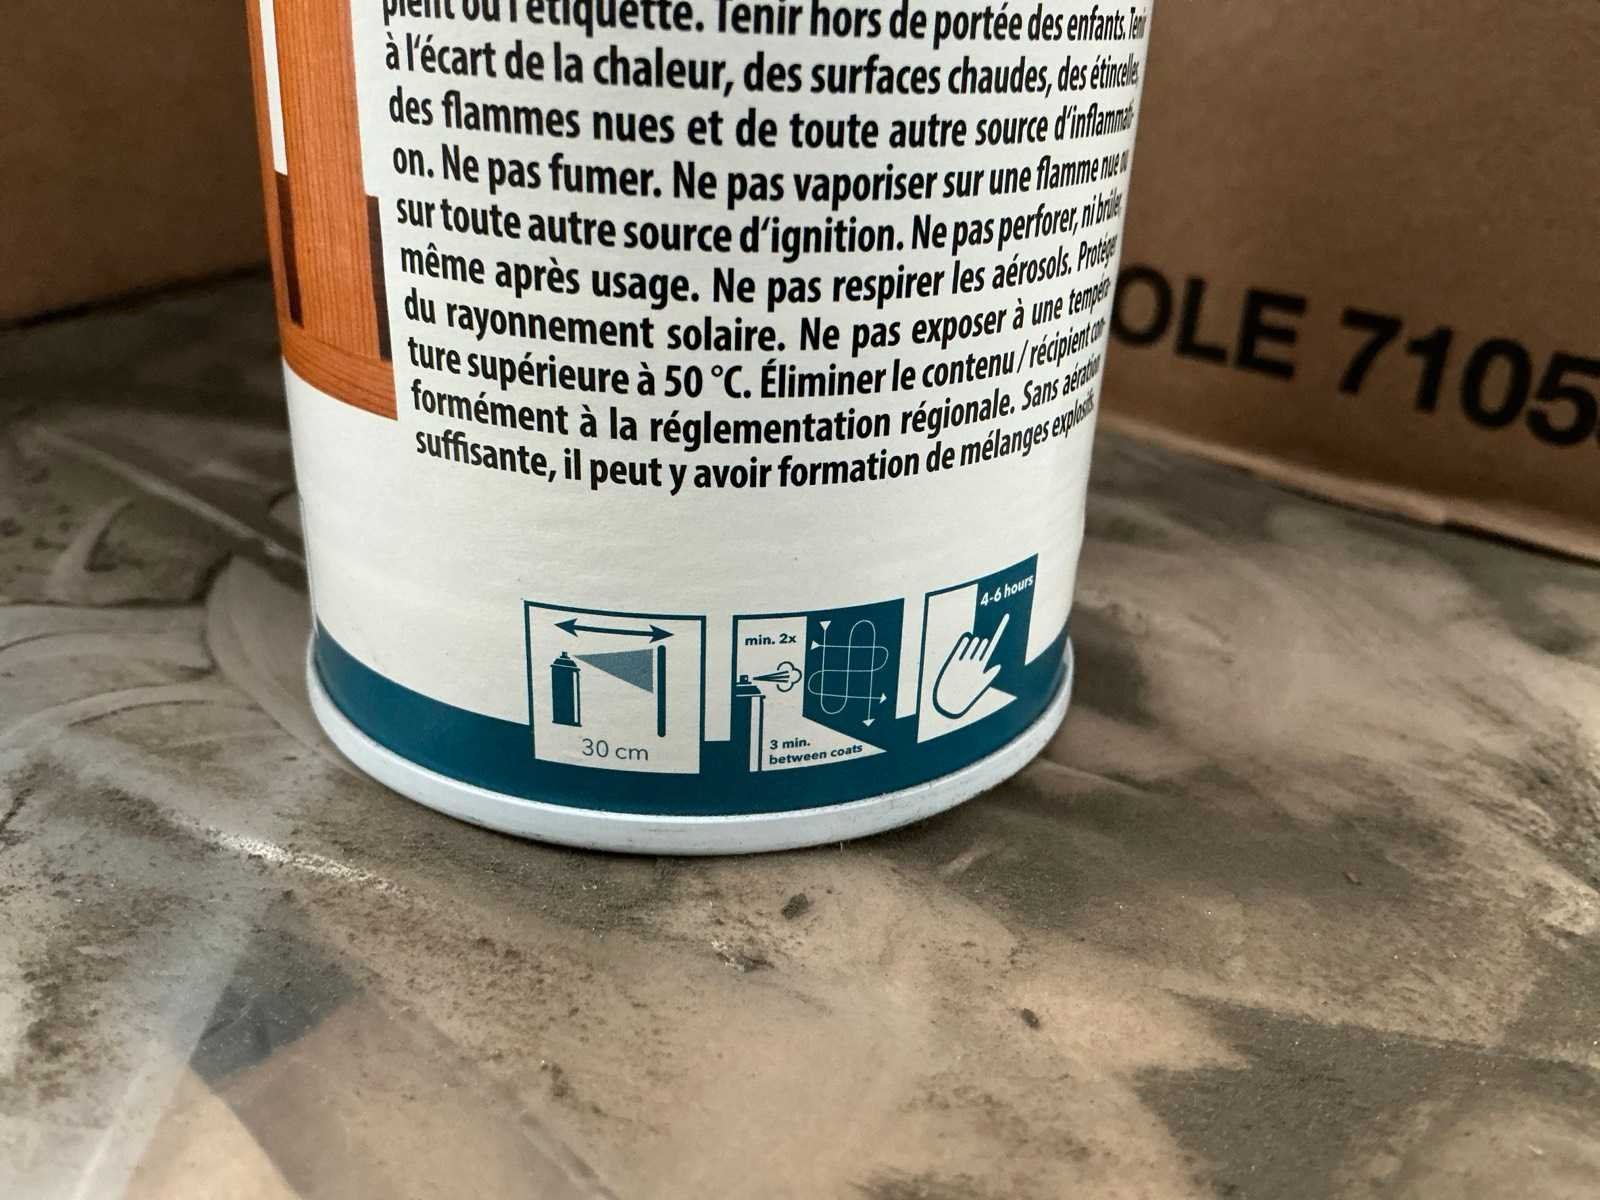 pient ou l'étiquette. Tenir hors de portée des enfants. Tenir
à l'écart de la chaleur, des surfaces chaudes, des étincelles,
des flammes nues et de toute autre source d'inflammati-
on. Ne pas fumer. Ne pas vaporiser sur une flamme nue ou
sur toute autre source d'ignition. Ne pas perforer, ni brûler,
même après usage. Ne pas respirer les aérosols. Protéger
du rayonnement solaire. Ne pas exposer à une tempéra-
ture supérieure à 50 °C. Éliminer le contenu / récipient con-
formément à la réglementation régionale. Sans aération
suffisante, il peut y avoir formation de mélanges explosifs.
30 cm
min. 2x
3 min.
between coats
4-6 hours
OLE 7105